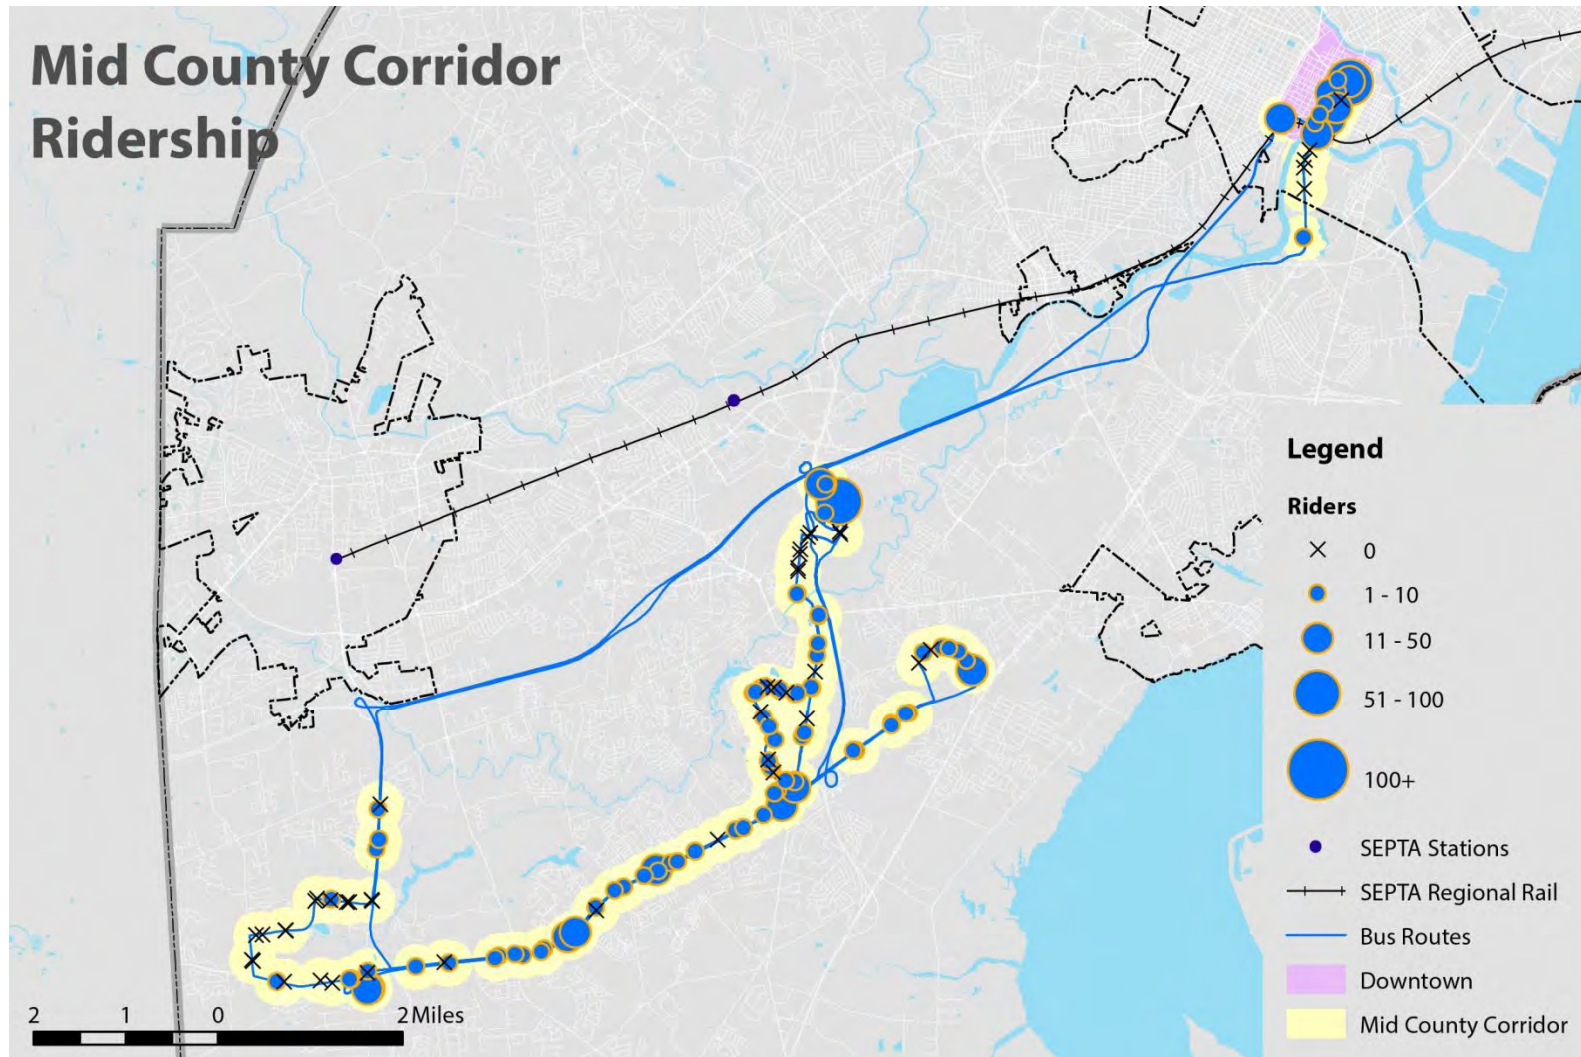 Mid County Corridor
Ridership
Legend
Riders
0
1 - 10
11 - 50
51 - 100
100+
SEPTA Stations
SEPTA Regional Rail
Bus Routes
Downtown
Mid County Corridor
2 1 0 2 Miles